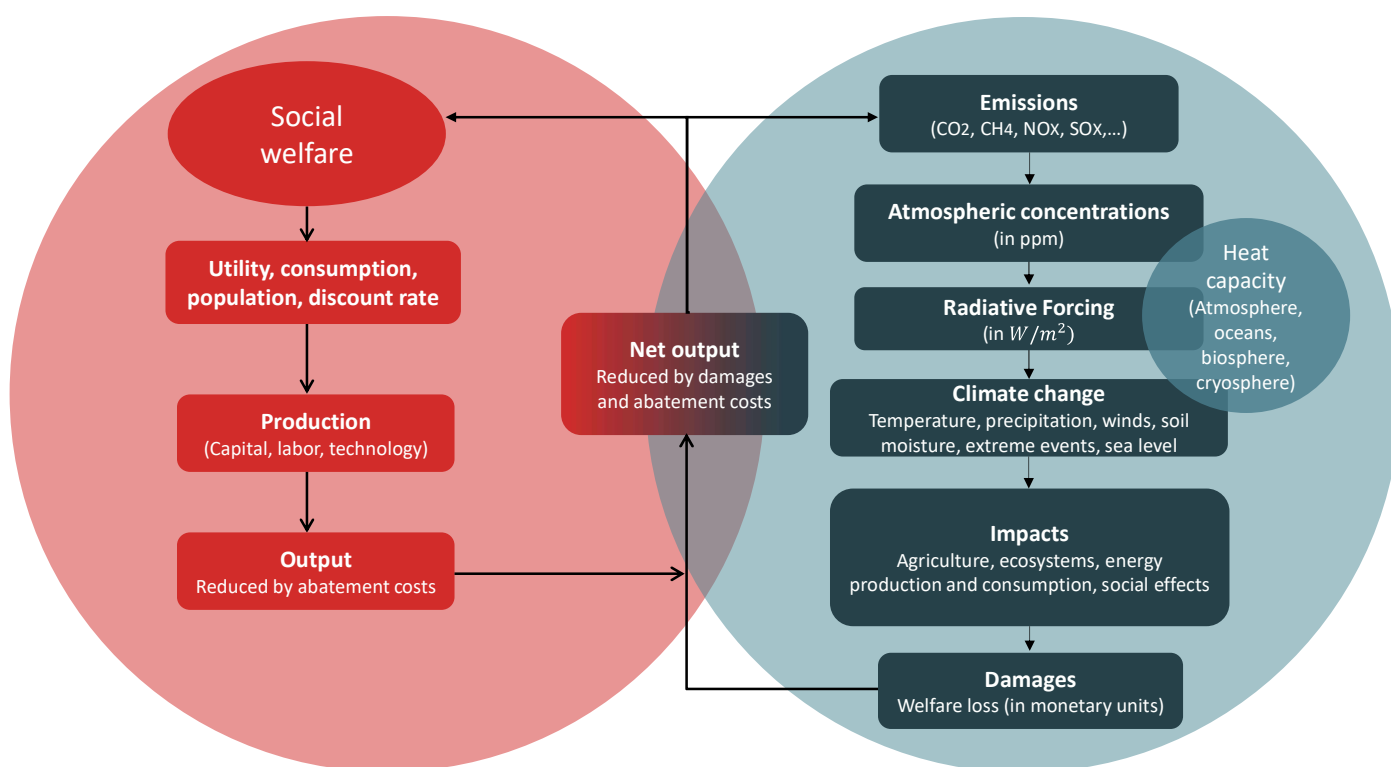 Social
welfare
Utility, consumption,
population, discount rate
Production
(Capital, labor, technology)
Output
Reduced by abatement costs
Net output
Reduced by damages
and abatement costs
Emissions
(CO2, CH4, NOX, SOX,...)
Atmospheric concentrations
(in ppm)
Radiative Forcing
(in W/m²)
Heat
capacity
(Atmosphere,
oceans,
biosphere,
cryosphere)
Climate change
Temperature, precipitation, winds, soil
moisture, extreme events, sea level
Impacts
Agriculture, ecosystems, energy
production and consumption, social effects
Damages
Welfare loss (in monetary units)